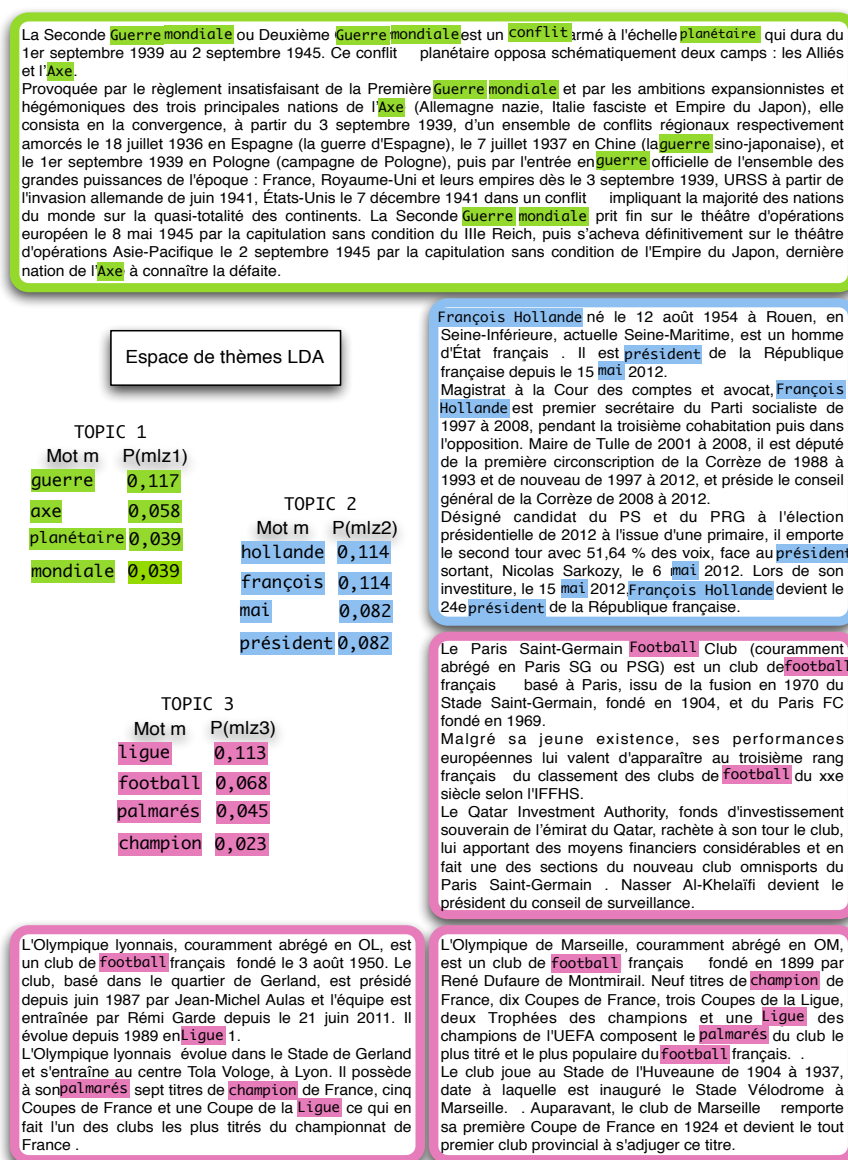 La Seconde Guerre mondiale ou Deuxième Guerre mondiale est un conflit armé à l'échelle planétaire qui dura du
1er septembre 1939 au 2 septembre 1945. Ce conflit planétaire opposa schématiquement deux camps : les Alliés
et l'Axe.
Provoquée par le règlement insatisfaisant de la Première Guerre mondiale et par les ambitions expansionnistes et
hégémoniques des trois principales nations de l'Axe (Allemagne nazie, Italie fasciste et Empire du Japon), elle
consista en la convergence, à partir du 3 septembre 1939, d'un ensemble de conflits régionaux respectivement
amorcés le 18 juillet 1936 en Espagne (la guerre d'Espagne), le 7 juillet 1937 en Chine (la guerre sino-japonaise), et
le 1er septembre 1939 en Pologne (campagne de Pologne), puis par l'entrée en guerre officielle de l'ensemble des
grandes puissances de l'époque : France, Royaume-Uni et leurs empires dès le 3 septembre 1939, URSS à partir de
l'invasion allemande de juin 1941, États-Unis le 7 décembre 1941 dans un conflit impliquant la majorité des nations
du monde sur la quasi-totalité des continents. La Seconde Guerre mondiale prit fin sur le théâtre d'opérations
européen le 8 mai 1945 par la capitulation sans condition du IIIe Reich, puis s'acheva définitivement sur le théâtre
d'opérations Asie-Pacifique le 2 septembre 1945 par la capitulation sans condition de l'Empire du Japon, dernière
nation de l'Axe à connaître la défaite.
Espace de thèmes LDA
TOPIC 1
Mot m P(m|z1)
guerre 0,117
axe 0,058
planétaire 0,039
mondiale 0,039
TOPIC 2
Mot m P(m|z2)
hollande 0,114
françois 0,114
mai 0,082
président 0,082
TOPIC 3
Mot m P(m|z3)
ligue 0,113
football 0,068
palmarés 0,045
champion 0,023
François Hollande né le 12 août 1954 à Rouen, en
Seine-Inférieure, actuelle Seine-Maritime, est un homme
d'État français . Il est président de la République
française depuis le 15 mai 2012.
Magistrat à la Cour des comptes et avocat, François
Hollande est premier secrétaire du Parti socialiste de
1997 à 2008, pendant la troisième cohabitation puis dans
l'opposition. Maire de Tulle de 2001 à 2008, il est député
de la première circonscription de la Corrèze de 1988 à
1993 et de nouveau de 1997 à 2012, et préside le conseil
général de la Corrèze de 2008 à 2012.
Désigné candidat du PS et du PRG à l'élection
présidentielle de 2012 à l'issue d'une primaire, il emporte
le second tour avec 51,64 % des voix, face au président
sortant, Nicolas Sarkozy, le 6 mai 2012. Lors de son
investiture, le 15 mai 2012, François Hollande devient le
24e président de la République française.
Le Paris Saint-Germain Football Club (couramment
abrégé en Paris SG ou PSG) est un club de football
français basé à Paris, issu de la fusion en 1970 du
Stade Saint-Germain, fondé en 1904, et du Paris FC
fondé en 1969.
Malgré sa jeune existence, ses performances
européennes lui valent d'apparaître au troisième rang
français du classement des clubs de football du xxe
siècle selon l'IFFHS.
Le Qatar Investment Authority, fonds d'investissement
souverain de l'émirat du Qatar, rachète à son tour le club,
lui apportant des moyens financiers considérables et en
fait une des sections du nouveau club omnisports du
Paris Saint-Germain . Nasser Al-Khelaïfi devient le
président du conseil de surveillance.
L'Olympique lyonnais, couramment abrégé en OL, est
un club de football français fondé le 3 août 1950. Le
club, basé dans le quartier de Gerland, est présidé
depuis juin 1987 par Jean-Michel Aulas et l'équipe est
entraînée par Rémi Garde depuis le 21 juin 2011. Il
évolue depuis 1989 en Ligue 1.
L'Olympique lyonnais évolue dans le Stade de Gerland
et s'entraîne au centre Tola Vologe, à Lyon. Il possède
à son palmarés sept titres de champion de France, cinq
Coupes de France et une Coupe de la Ligue ce qui en
fait l'un des clubs les plus titrés du championnat de
France .
L'Olympique de Marseille, couramment abrégé en OM,
est un club de football français fondé en 1899 par
René Dufaure de Montmirail. Neuf titres de champion de
France, dix Coupes de France, trois Coupes de la Ligue,
deux Trophées des champions et une Ligue des
champions de l'UEFA composent le palmarés du club le
plus titré et le plus populaire du football français. .
Le club joue au Stade de l'Huveaune de 1904 à 1937,
date à laquelle est inauguré le Stade Vélodrome à
Marseille. . Auparavant, le club de Marseille remporte
sa première Coupe de France en 1924 et devient le tout
premier club provincial à s'adjuger ce titre.